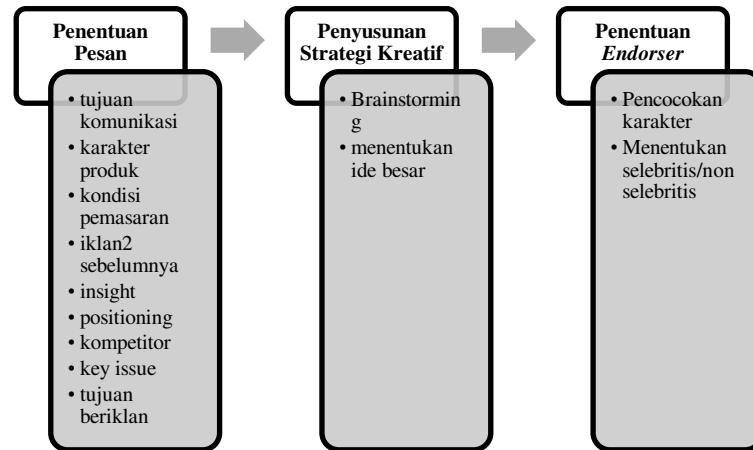 Penentuan
Pesan
• tujuan
komunikasi
• karakter
produk
• kondisi
pemasaran
• iklan2
sebelumnya
• insight
• positioning
• kompetitor
• key issue
• tujuan
beriklan
Penyusunan
Strategi Kreatif
• Brainstormin
g
• menentukan
ide besar
Penentuan
Endorser
• Pencocokan
karakter
• Menentukan
selebritis/non
selebritis